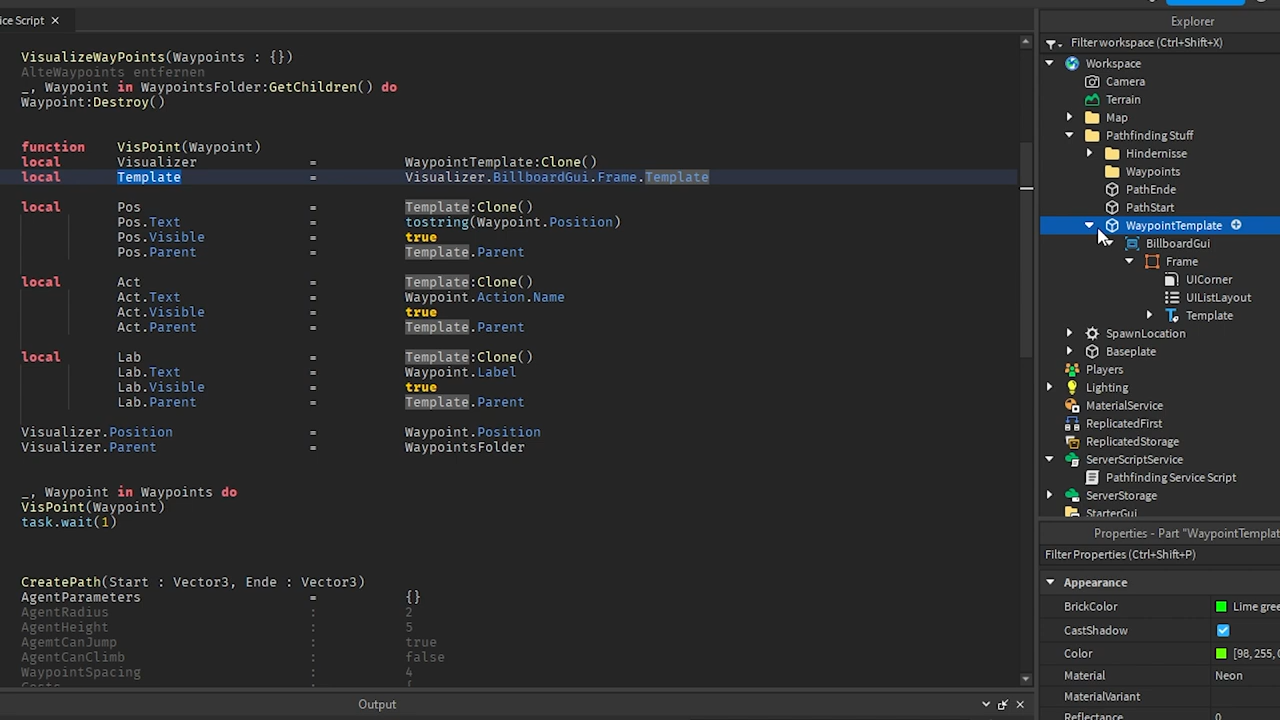 ice Script ×
VisualizeWayPoints(Waypoints : {})
AlteWaypoints entfernen
_, Waypoint in WaypointsFolder:GetChildren() do
Waypoint:Destroy()
function VisPoint(Waypoint)
local Visualizer = WaypointTemplate:Clone()
local Template = Visualizer.BillboardGui.Frame.Template
local Pos = Template:Clone()
Pos.Text = tostring(Waypoint.Position)
Pos.Visible = true
Pos.Parent = Template.Parent
local Act = Template:Clone()
Act.Text = Waypoint.Action.Name
Act.Visible = true
Act.Parent = Template.Parent
local Lab = Template:Clone()
Lab.Text = Waypoint.Label
Lab.Visible = true
Lab.Parent = Template.Parent
Visualizer.Position = Waypoint.Position
Visualizer.Parent = WaypointsFolder
_, Waypoint in Waypoints do
VisPoint(Waypoint)
task.wait(1)
CreatePath(Start : Vector3, Ende : Vector3)
AgentParameters = {}
AgentRadius : 2
AgentHeight : 5
AgemtCanJump : true
AgentCanClimb : false
WaypointSpacing : 4
Costs : {
Output
Explorer
Filter workspace (Ctrl+Shift+X)
Workspace
Camera
Terrain
Map
Pathfinding Stuff
Hindernisse
Waypoints
PathEnde
PathStart
WaypointTemplate
BillboardGui
Frame
UICorner
UIListLayout
Template
SpawnLocation
Baseplate
Players
Lighting
MaterialService
ReplicatedFirst
ReplicatedStorage
ServerScriptService
Pathfinding Service Script
ServerStorage
StarterGui
Properties - Part "WaypointTemplat
Filter Properties (Ctrl+Shift+P)
Appearance
BrickColor Lime gree
CastShadow
Color [98, 255, 0
Material Neon
MaterialVariant
Reflectance 0